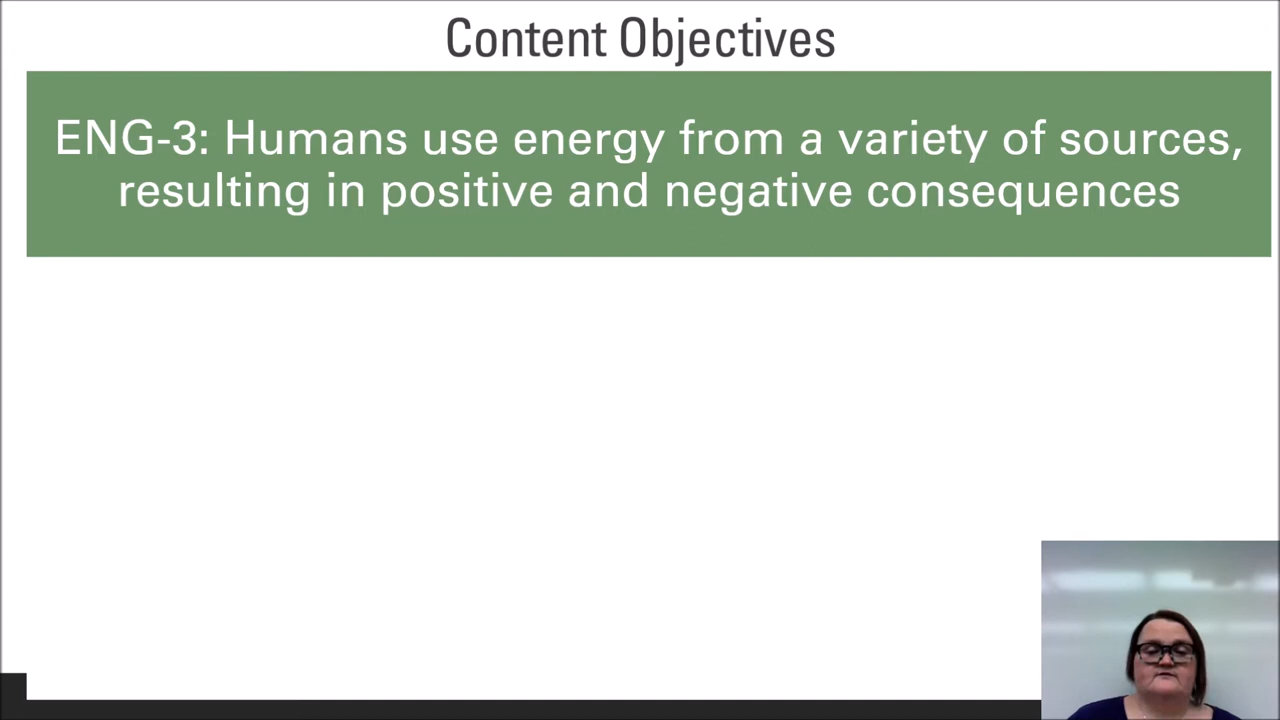 Content Objectives
ENG-3: Humans use energy from a variety of sources,
resulting in positive and negative consequences